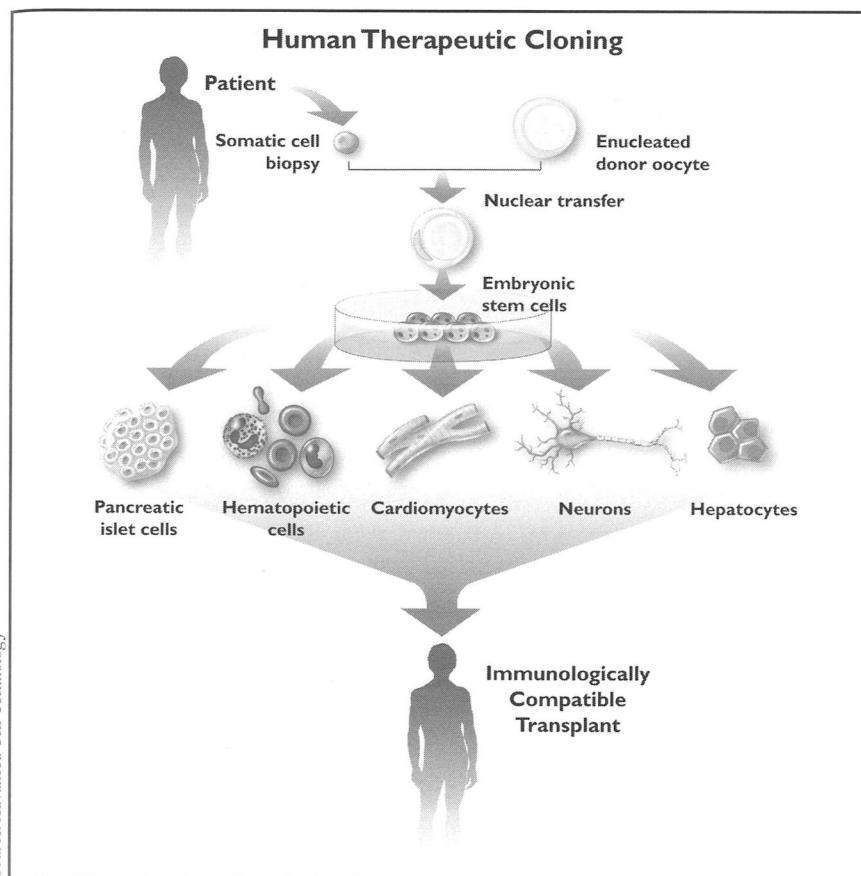 Human Therapeutic Cloning
Patient
Somatic cell
biopsy
Enucleated
donor oocyte
Nuclear transfer
Embryonic
stem cells
Pancreatic
islet cells
Hematopoietic
cells
Cardiomyocytes
Neurons
Hepatocytes
Immunologically
Compatible
Transplant